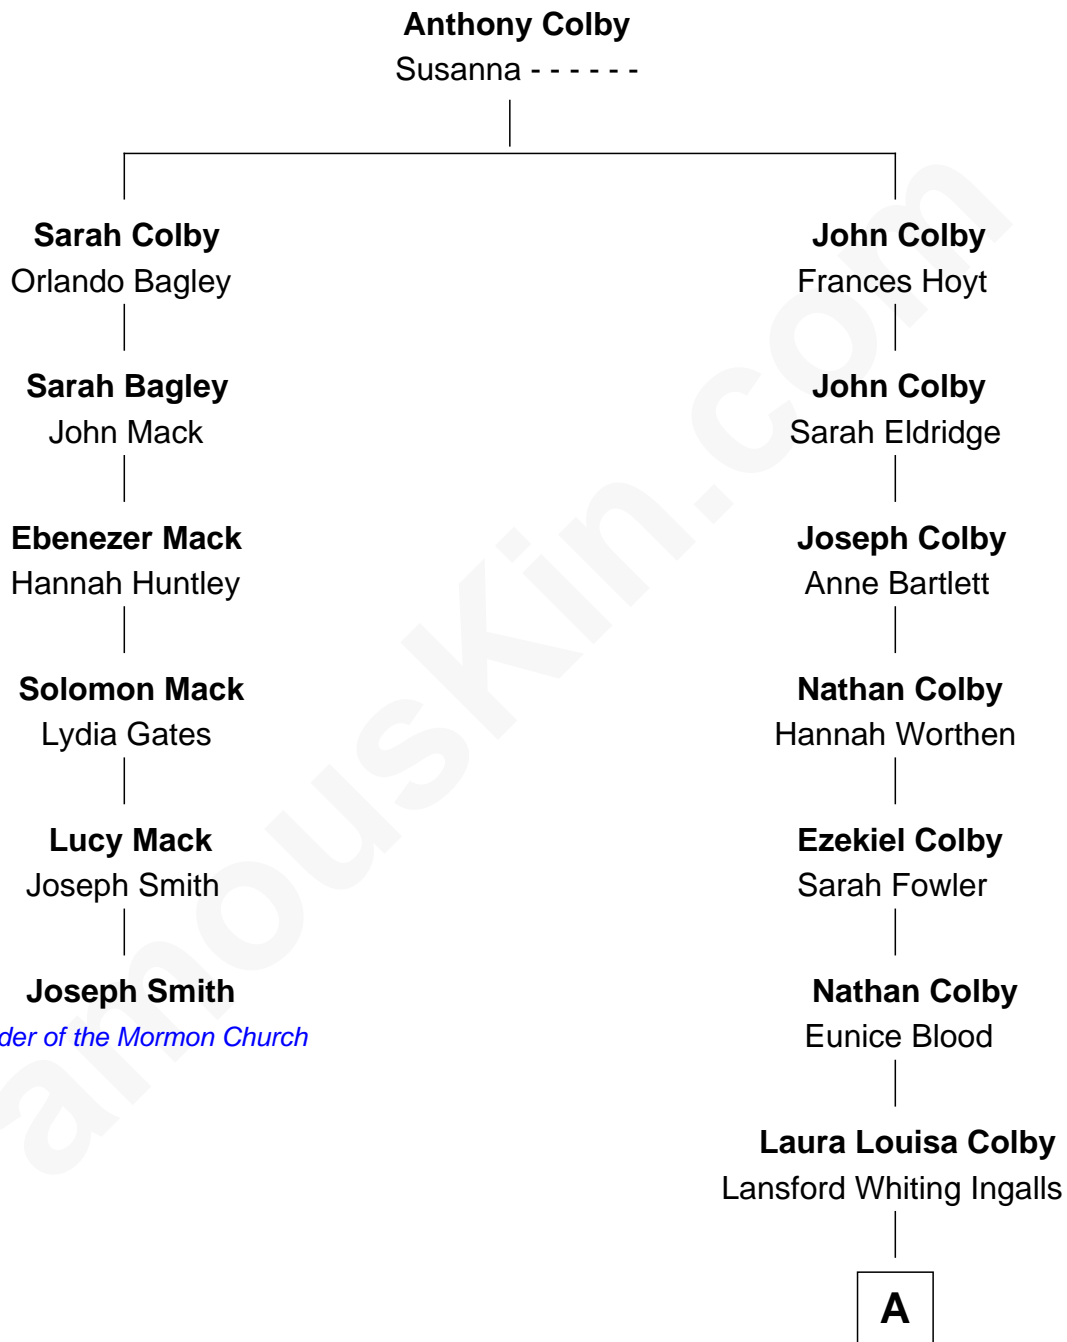 Anthony Colby
Susanna - - - - - -
Sarah Colby
Orlando Bagley
John Colby
Frances Hoyt
Sarah Bagley
John Mack
John Colby
Sarah Eldridge
Ebenezer Mack
Hannah Huntley
Joseph Colby
Anne Bartlett
Solomon Mack
Lydia Gates
Nathan Colby
Hannah Worthen
Lucy Mack
Joseph Smith
Ezekiel Colby
Sarah Fowler
Joseph Smith
of the Mormon Church
Nathan Colby
Eunice Blood
Laura Louisa Colby
Lansford Whiting Ingalls
A